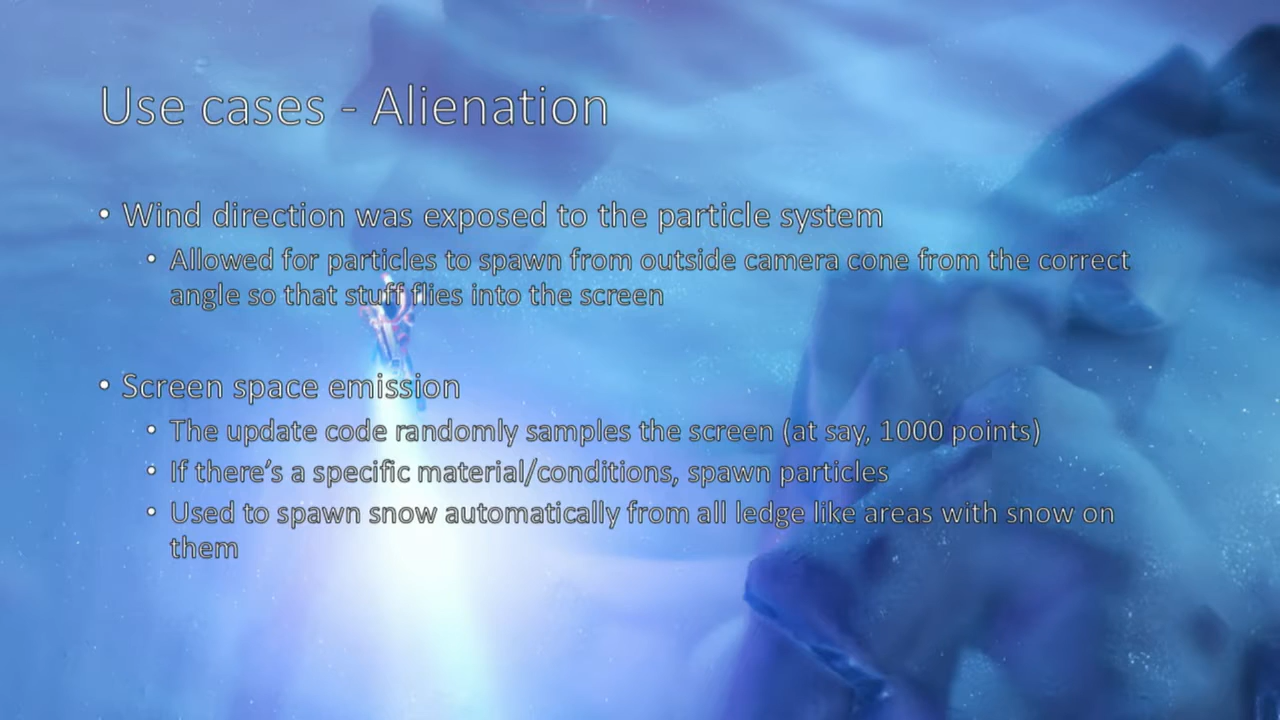 Use cases - Alienation
• Wind direction was exposed to the particle system
• Allowed for particles to spawn from outside camera cone from the correct
angle so that stuff flies into the screen
• Screen space emission
• The update code randomly samples the screen (at say, 1000 points)
• If there’s a specific material/conditions, spawn particles
• Used to spawn snow automatically from all ledge like areas with snow on
them